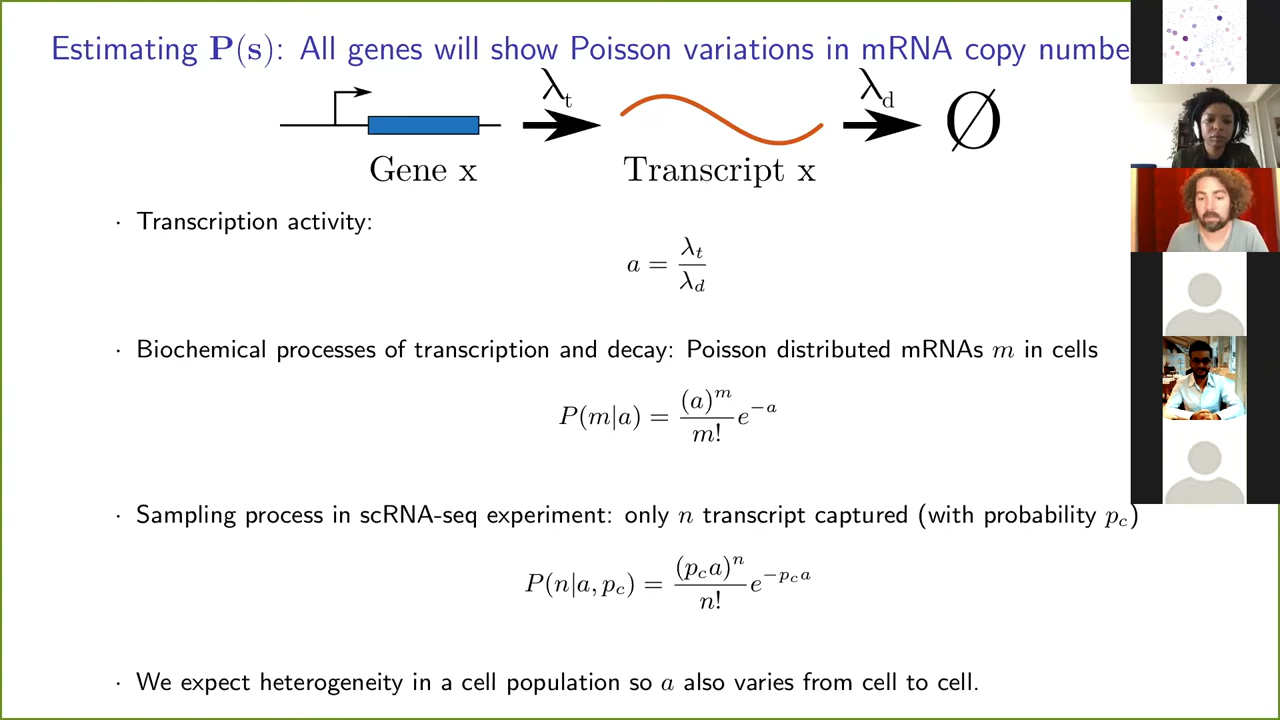 Estimating P(s): All genes will show Poisson variations in mRNA copy numbe
λt λd
Ø
Gene x Transcript x
· Transcription activity:
a = λt / λd
· Biochemical processes of transcription and decay: Poisson distributed mRNAs m in cells
P(m|a) = (a)^m / m! e^−a
· Sampling process in scRNA-seq experiment: only n transcript captured (with probability pc)
P(n|a, pc) = (pc a)^n / n! e^−pc a
· We expect heterogeneity in a cell population so a also varies from cell to cell.